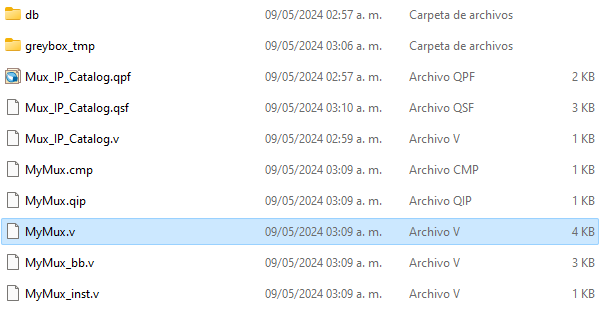 db 09/05/2024 02:57 a. m. Carpeta de archivos
greybox_tmp 09/05/2024 03:06 a. m. Carpeta de archivos
Mux_IP_Catalog.qpf 09/05/2024 02:57 a. m. Archivo QPF 2 KB
Mux_IP_Catalog.qsf 09/05/2024 03:10 a. m. Archivo QSF 3 KB
Mux_IP_Catalog.v 09/05/2024 02:59 a. m. Archivo V 1 KB
MyMux.cmp 09/05/2024 03:09 a. m. Archivo CMP 1 KB
MyMux.qip 09/05/2024 03:09 a. m. Archivo QIP 1 KB
MyMux.v 09/05/2024 03:09 a. m. Archivo V 4 KB
MyMux_bb.v 09/05/2024 03:09 a. m. Archivo V 3 KB
MyMux_inst.v 09/05/2024 03:09 a. m. Archivo V 1 KB